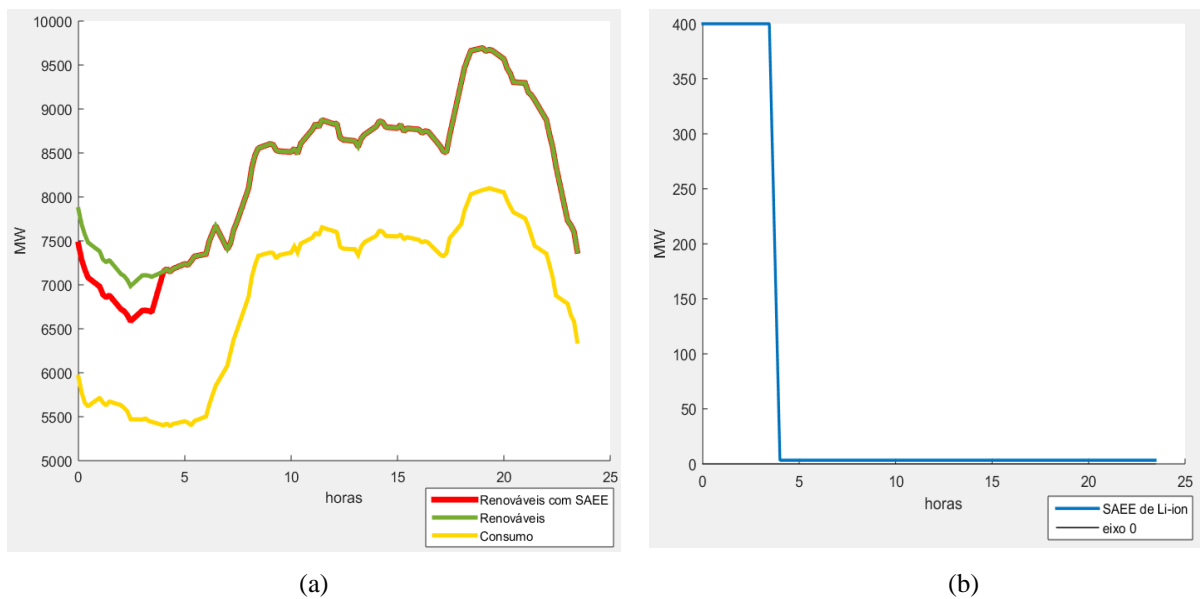 10000
9500
9000
8500
8000
7500
7000
6500
6000
5500
5000
MW
0 5 10 15 20 25
horas
Renováveis com SAEE
Renováveis
Consumo
(a)
400
350
300
250
200
150
100
50
0
MW
0 5 10 15 20 25
horas
SAEE de Li-ion
eixo 0
(b)